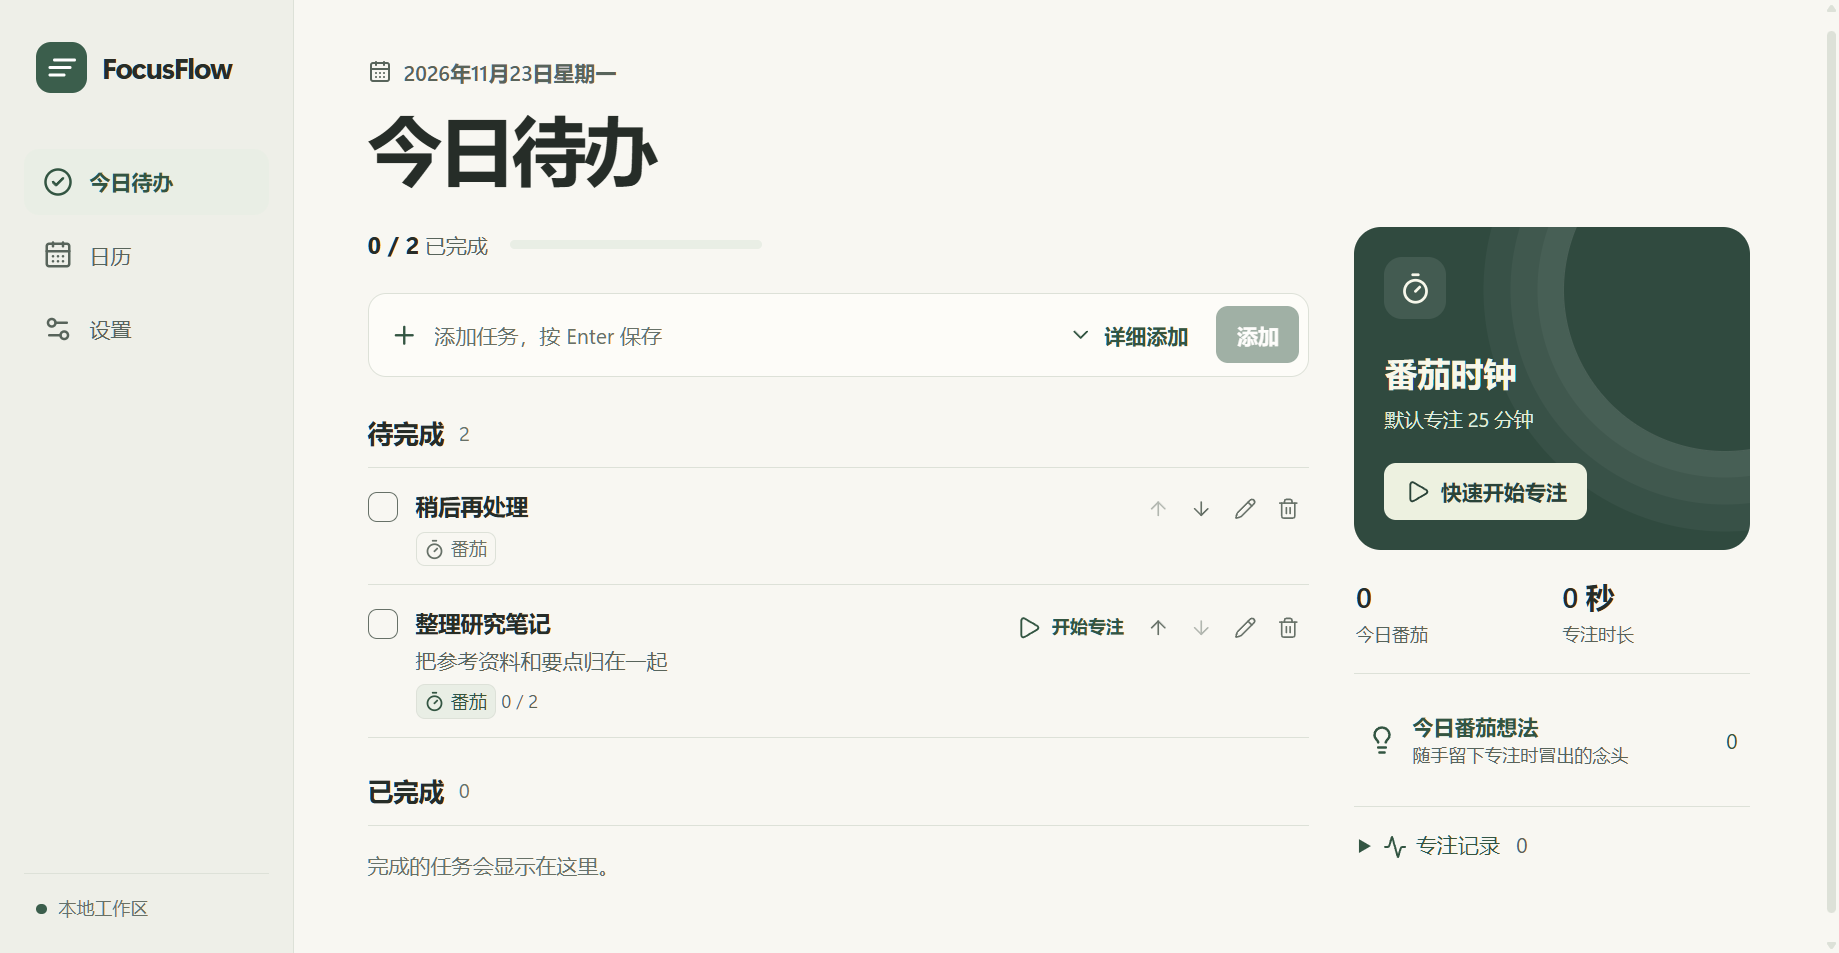 FocusFlow
今日待办
日历
设置
本地工作区
2026年11月23日星期一
今日待办
0 / 2 已完成
添加任务，按 Enter 保存
详细添加
添加
待完成 2
稍后再处理
番茄
整理研究笔记
把参考资料和要点归在一起
番茄 0 / 2
开始专注
已完成 0
完成的任务会显示在这里。
番茄时钟
默认专注 25 分钟
快速开始专注
0
今日番茄
0 秒
专注时长
今日番茄想法
随手留下专注时冒出的念头
0
专注记录 0